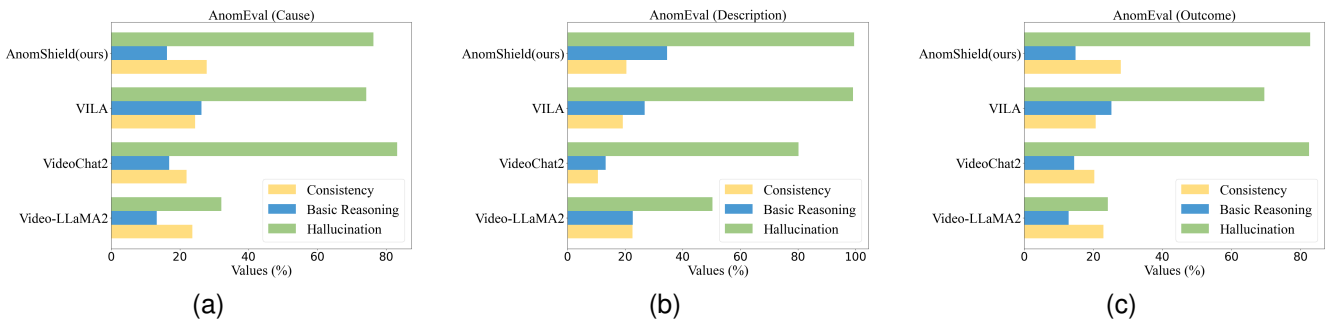 AnomEval (Cause)
AnomShield(ours)
VILA
VideoChat2
Video-LLaMA2
Consistency
Basic Reasoning
Hallucination
0 20 40 60 80
Values (%)
(a)
AnomEval (Description)
AnomShield(ours)
VILA
VideoChat2
Video-LLaMA2
Consistency
Basic Reasoning
Hallucination
0 20 40 60 80 100
Values (%)
(b)
AnomEval (Outcome)
AnomShield(ours)
VILA
VideoChat2
Video-LLaMA2
Consistency
Basic Reasoning
Hallucination
0 20 40 60 80
Values (%)
(c)